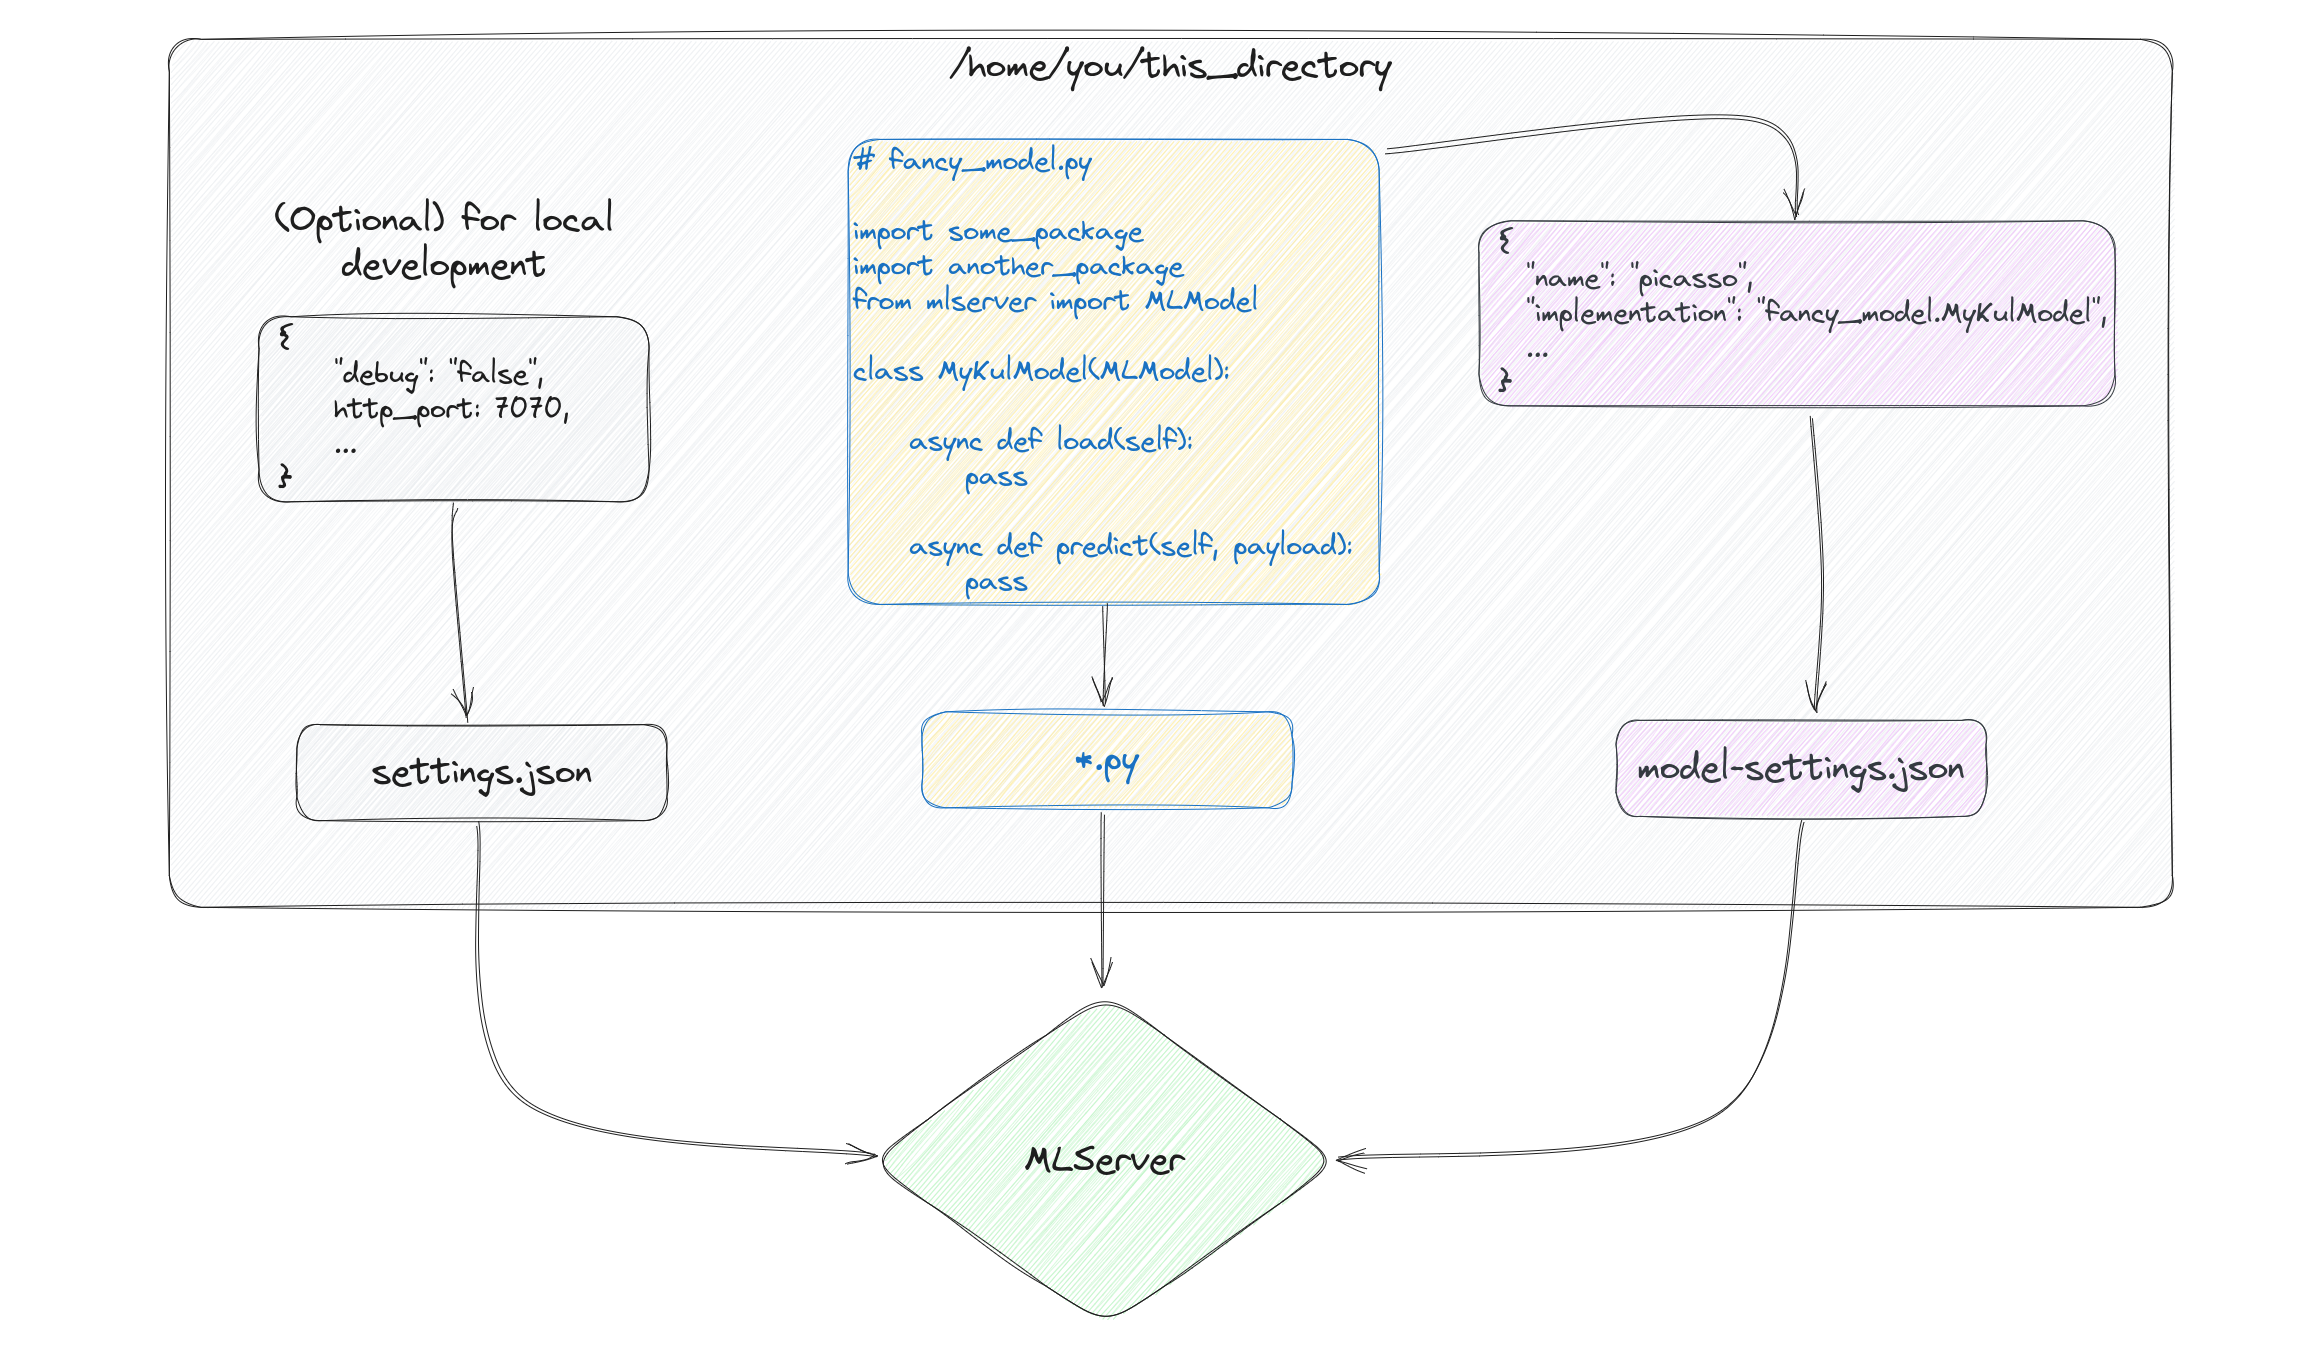 /home/you/this_directory
(Optional) for local
development
{
"debug": "false",
http_port: 7070,
...
}
# fancy_model.py
import some_package
import another_package
from mlserver import MLModel
class MyKulModel(MLModel):
async def load(self):
pass
async def predict(self, payload):
pass
{
"name": "picasso",
"implementation": "fancy_model.MyKulModel",
...
}
settings.json
*.py
model-settings.json
MLServer